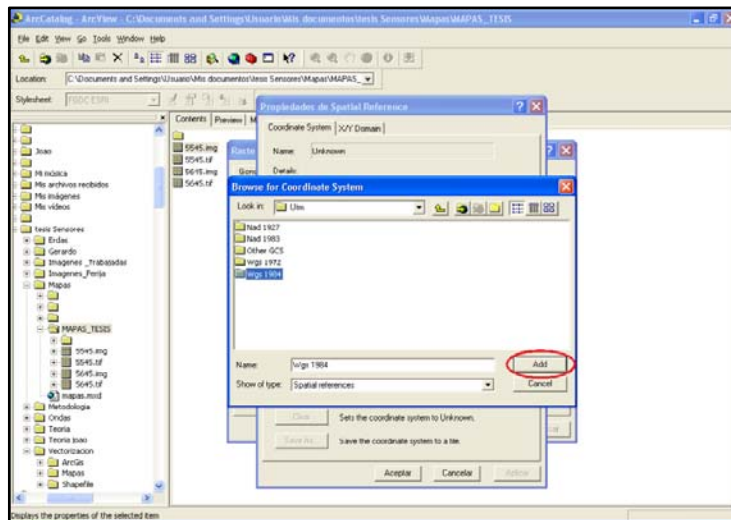 ArcCatalog - ArcView - C:\Documents and Settings\Usuario\Mis documentos\tesis Sensores\Mapas\MAPAS_TESIS
File Edit View Go Tools Window Help
Location: C:\Documents and Settings\Usuario\Mis documentos\tesis Sensores\Mapas\MAPAS_
Stylesheet: FGDC ESRI
Joao
Mi música
Mis archivos recibidos
Mis imágenes
Mis vídeos
tesis Sensores
Erdas
Gerardo
Imagenes _Trabajadas
Imagenes_Perija
Mapas
MAPAS_TESIS
5545.img
5545.tif
5645.img
5645.tif
mapas.mxd
Metodologia
Ondas
Teoria
Teoria Joao
Vectorizacion
ArcGis
Mapas
Shapefile
Contents Preview M
5545.img
5545.tif
5645.img
5645.tif
Propiedades de Spatial Reference
Coordinate System X/Y Domain
Name: Unknown
Details:
Browse for Coordinate System
Look in: Utm
Nad 1927
Nad 1983
Other GCS
Wgs 1972
Wgs 1984
Name: Wgs 1984 Add
Show of type: Spatial references Cancel
Clear Sets the coordinate system to Unknown.
Save As Save the coordinate system to a file.
Aceptar Cancelar
Displays the properties of the selected item